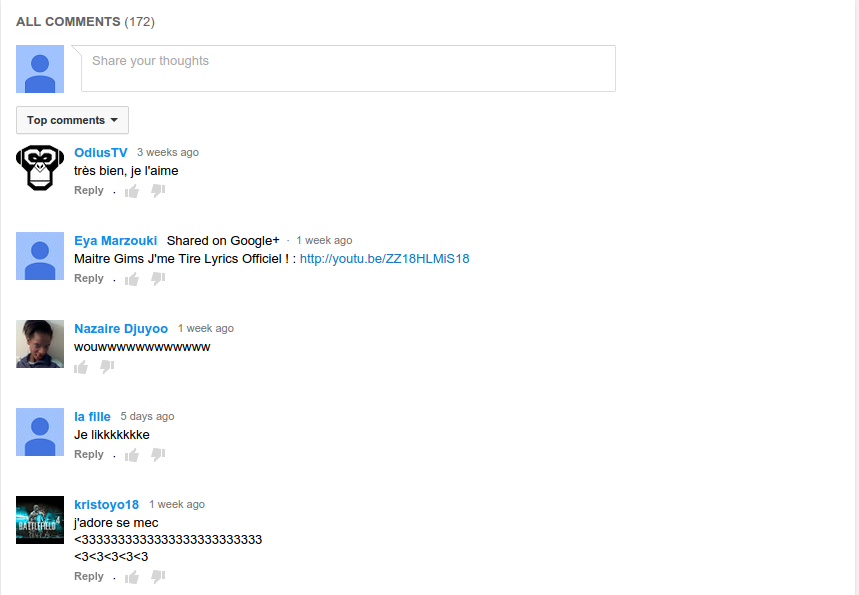 ALL COMMENTS (172)
Share your thoughts
Top comments
OdiusTV 3 weeks ago
très bien, je l'aime
Reply .
Eya Marzouki Shared on Google+ · 1 week ago
Maitre Gims J'me Tire Lyrics Officiel ! : http://youtu.be/ZZ18HLMiS18
Reply .
Nazaire Djuyoo 1 week ago
wouwwwwwwwwwwww
la fille 5 days ago
Je likkkkkkke
Reply .
kristoyo18 1 week ago
BATTLEFIELD 4
j'adore se mec
<3333333333333333333333333
<3<3<3<3<3
Reply .